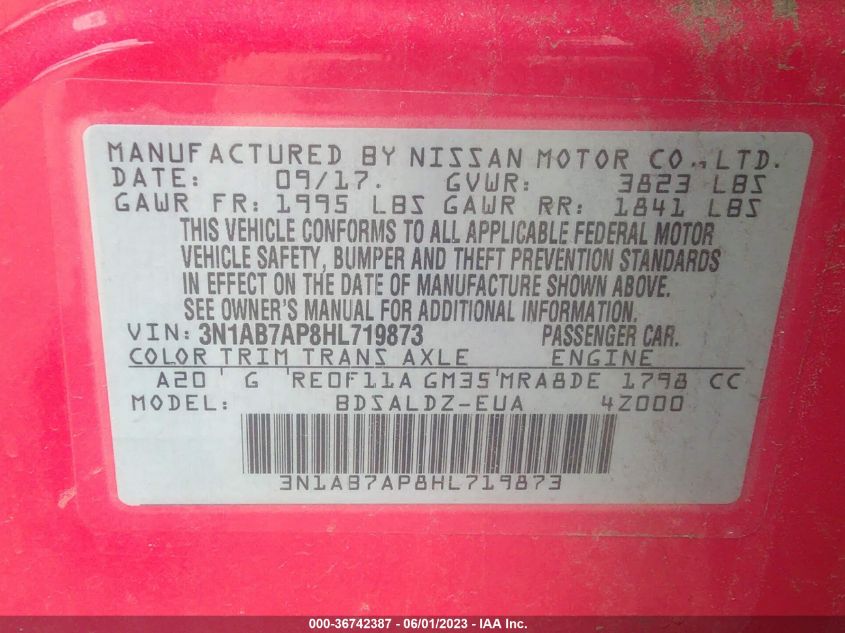 MANUFACTURED BY NISSAN MOTOR CO., LTD.
DATE: 09/17. GVWR: 3823 LBS
GAWR FR: 1995 LBS GAWR RR: 1841 LBS
THIS VEHICLE CONFORMS TO ALL APPLICABLE FEDERAL MOTOR
VEHICLE SAFETY, BUMPER AND THEFT PREVENTION STANDARDS
IN EFFECT ON THE DATE OF MANUFACTURE SHOWN ABOVE.
SEE OWNER'S MANUAL FOR ADDITIONAL INFORMATION.
VIN: 3N1AB7AP8HL719873 PASSENGER CAR.
COLOR TRIM TRANS AXLE ENGINE
A20 G RE0F11A GM35 MRA8DE 1798 CC
MODEL: BDSALDZ-EUA 4Z000
3N1AB7AP8HL719873
000-36742387 - 06/01/2023 - IAA Inc.